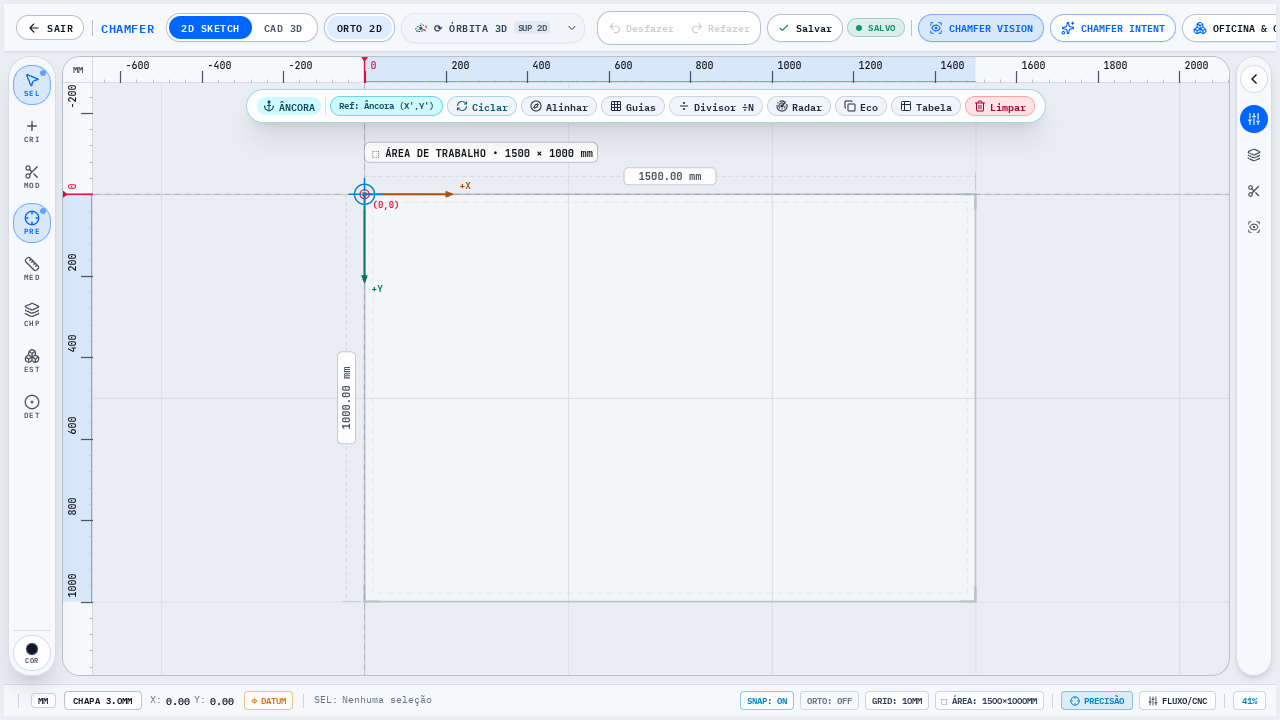 SAIR
CHAMFER
2D SKETCH
CAD 3D
ORTO 2D
⟳ ÓRBITA 3D SUP 2D
Desfazer
Refazer
Salvar
SALVO
CHAMFER VISION
CHAMFER INTENT
OFICINA &
MM
-600 -400 -200 0 200 400 600 800 1000 1200 1400 1600 1800 2000
ÂNCORA
Ref: Âncora (X',Y')
Ciclar
Alinhar
Guias
Divisor ÷N
Radar
Eco
Tabela
Limpar
ÁREA DE TRABALHO • 1500 × 1000 mm
1500.00 mm
+X
(0,0)
+Y
1000.00 mm
-200
0
200
400
600
800
1000
SEL
CRI
MOD
PRE
MED
CHP
EST
DET
COR
MM
CHAPA 3.0MM
X: 0.00 Y: 0.00
DATUM
SEL: Nenhuma seleção
SNAP: ON
ORTO: OFF
GRID: 10MM
ÁREA: 1500×1000MM
PRECISÃO
FLUXO/CNC
41%